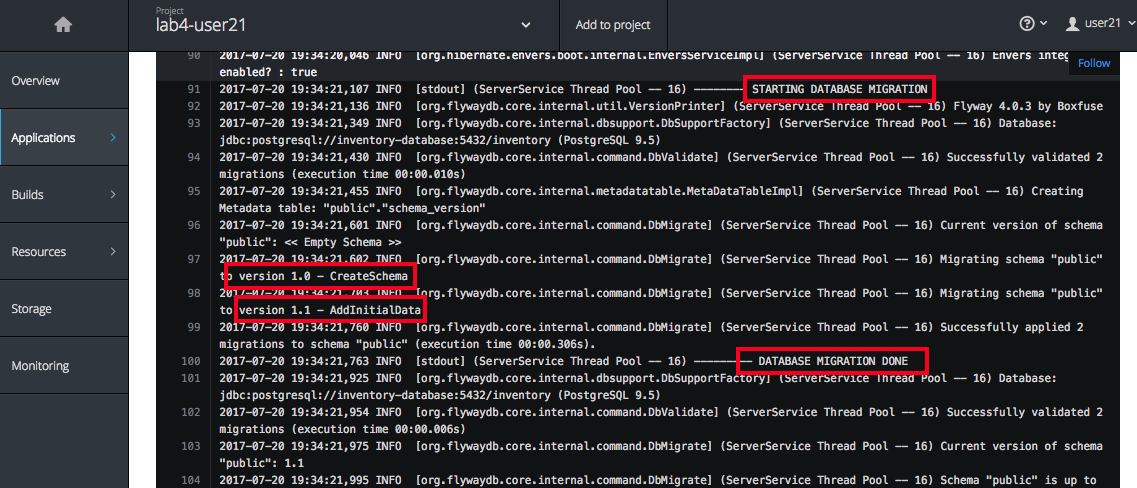 Project
lab4-user21
Add to project
user21
Overview
Applications
Builds
Resources
Storage
Monitoring
Follow
90 2017-07-20 19:34:20,046 INFO [org.hibernate.envers.boot.internal.EnversServiceImpl] (ServerService Thread Pool -- 16) Envers integ
enabled? : true
91 2017-07-20 19:34:21,107 INFO [stdout] (ServerService Thread Pool -- 16) --------- STARTING DATABASE MIGRATION
92 2017-07-20 19:34:21,136 INFO [org.flywaydb.core.internal.util.VersionPrinter] (ServerService Thread Pool -- 16) Flyway 4.0.3 by Boxfuse
93 2017-07-20 19:34:21,349 INFO [org.flywaydb.core.internal.dbsupport.DbSupportFactory] (ServerService Thread Pool -- 16) Database:
jdbc:postgresql://inventory-database:5432/inventory (PostgreSQL 9.5)
94 2017-07-20 19:34:21,430 INFO [org.flywaydb.core.internal.command.DbValidate] (ServerService Thread Pool -- 16) Successfully validated 2
migrations (execution time 00:00.010s)
95 2017-07-20 19:34:21,455 INFO [org.flywaydb.core.internal.metadatatable.MetaDataTableImpl] (ServerService Thread Pool -- 16) Creating
Metadata table: "public"."schema_version"
96 2017-07-20 19:34:21,601 INFO [org.flywaydb.core.internal.command.DbMigrate] (ServerService Thread Pool -- 16) Current version of schema
"public": << Empty Schema >>
97 2017-07-20 19:34:21,602 INFO [org.flywaydb.core.internal.command.DbMigrate] (ServerService Thread Pool -- 16) Migrating schema "public"
to version 1.0 - CreateSchema
98 2017-07-20 19:34:21,703 INFO [org.flywaydb.core.internal.command.DbMigrate] (ServerService Thread Pool -- 16) Migrating schema "public"
to version 1.1 - AddInitialData
99 2017-07-20 19:34:21,760 INFO [org.flywaydb.core.internal.command.DbMigrate] (ServerService Thread Pool -- 16) Successfully applied 2
migrations to schema "public" (execution time 00:00.306s).
100 2017-07-20 19:34:21,763 INFO [stdout] (ServerService Thread Pool -- 16) --------- DATABASE MIGRATION DONE
101 2017-07-20 19:34:21,925 INFO [org.flywaydb.core.internal.dbsupport.DbSupportFactory] (ServerService Thread Pool -- 16) Database:
jdbc:postgresql://inventory-database:5432/inventory (PostgreSQL 9.5)
102 2017-07-20 19:34:21,954 INFO [org.flywaydb.core.internal.command.DbValidate] (ServerService Thread Pool -- 16) Successfully validated 2
migrations (execution time 00:00.006s)
103 2017-07-20 19:34:21,975 INFO [org.flywaydb.core.internal.command.DbMigrate] (ServerService Thread Pool -- 16) Current version of schema
"public": 1.1
104 2017-07-20 19:34:21,995 INFO [org.flywaydb.core.internal.command.DbMigrate] (ServerService Thread Pool -- 16) Schema "public" is up to